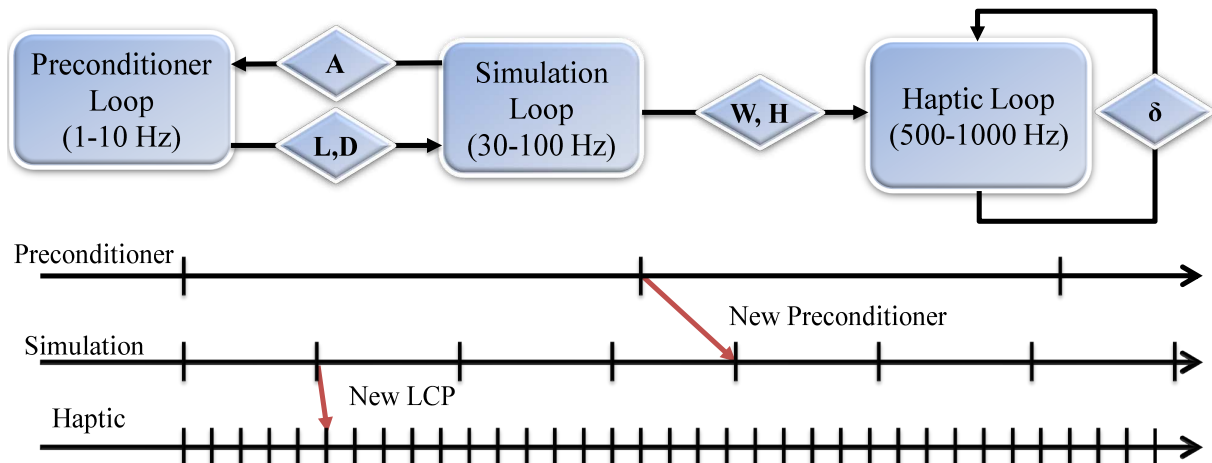 Preconditioner
Loop
(1-10 Hz)
A
L,D
Simulation
Loop
(30-100 Hz)
W, H
Haptic Loop
(500-1000 Hz)
δ
Preconditioner
New Preconditioner
Simulation
New LCP
Haptic